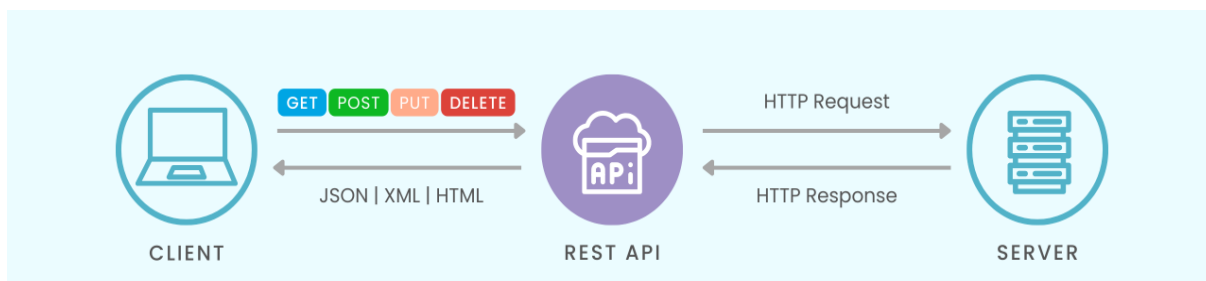 GET POST PUT DELETE
JSON | XML | HTML
CLIENT
API
REST API
HTTP Request
HTTP Response
SERVER